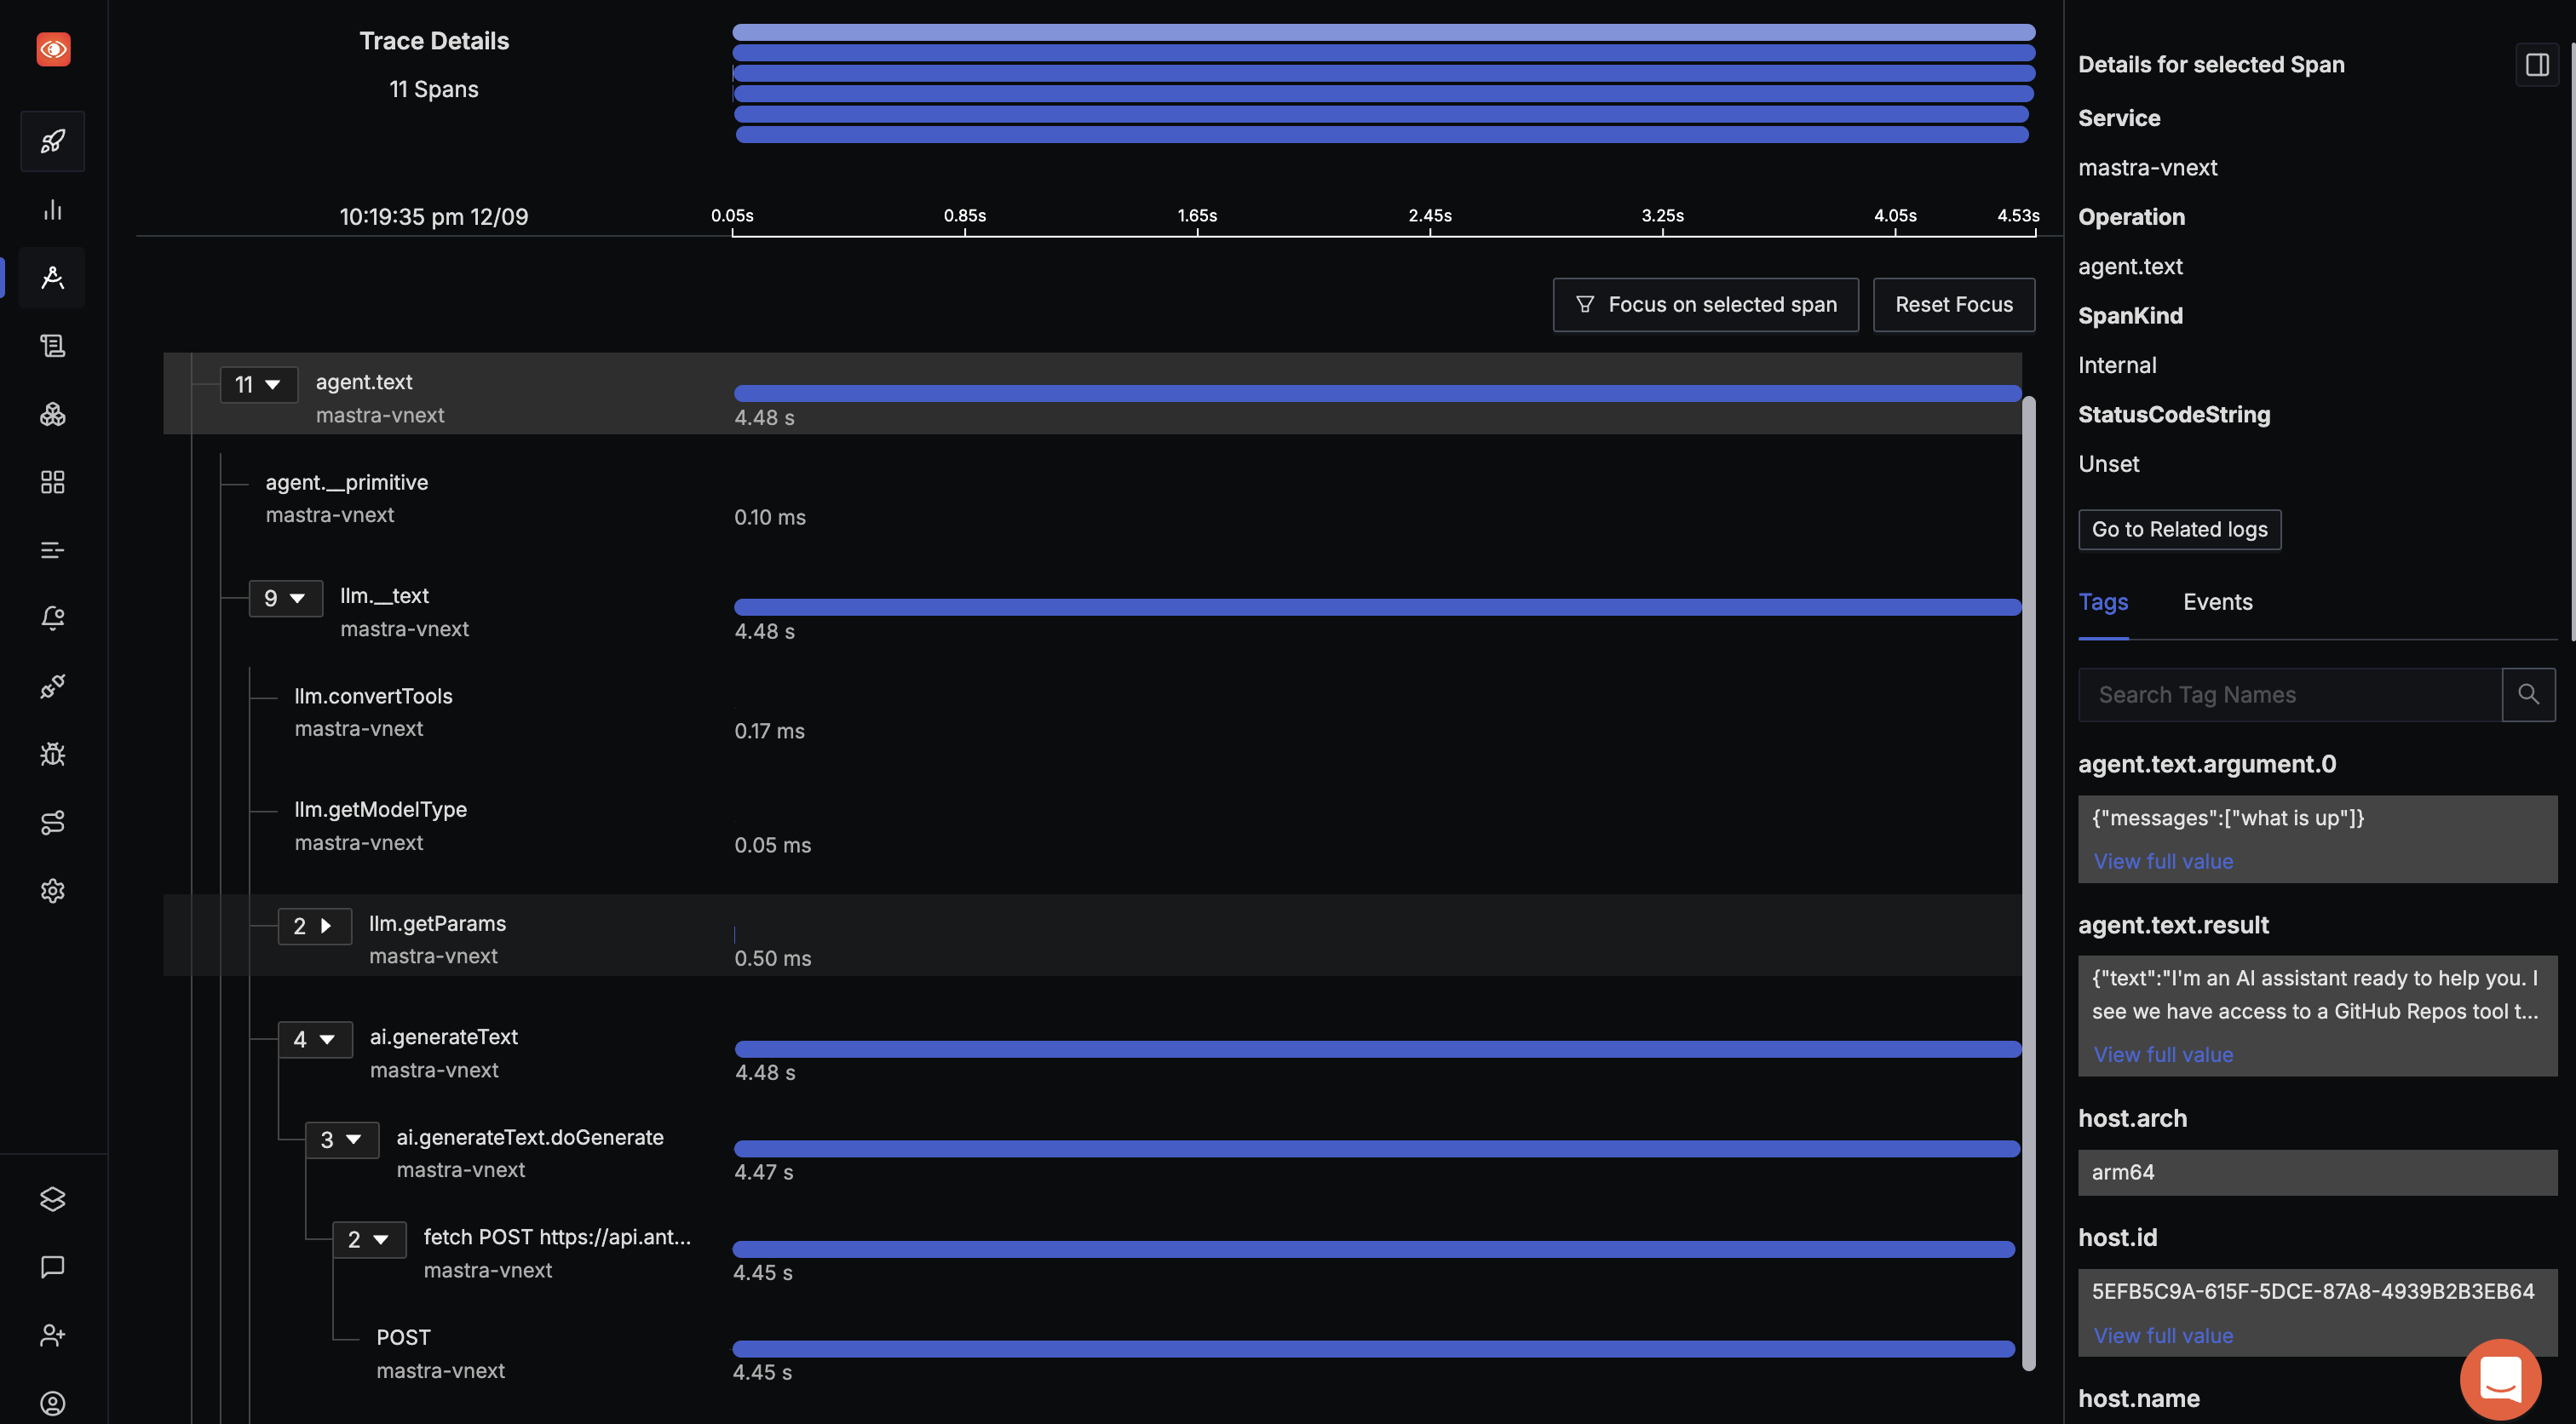 Trace Details
11 Spans
10:19:35 pm 12/09
0.05s 0.85s 1.65s 2.45s 3.25s 4.05s 4.53s
Focus on selected span
Reset Focus
11 agent.text
mastra-vnext
4.48 s
agent.__primitive
mastra-vnext
0.10 ms
9 llm.__text
mastra-vnext
4.48 s
llm.convertTools
mastra-vnext
0.17 ms
llm.getModelType
mastra-vnext
0.05 ms
2 llm.getParams
mastra-vnext
0.50 ms
4 ai.generateText
mastra-vnext
4.48 s
3 ai.generateText.doGenerate
mastra-vnext
4.47 s
2 fetch POST https://api.ant...
mastra-vnext
4.45 s
POST
mastra-vnext
4.45 s
Details for selected Span
Service
mastra-vnext
Operation
agent.text
SpanKind
Internal
StatusCodeString
Unset
Go to Related logs
Tags Events
Search Tag Names
agent.text.argument.0
{"messages":["what is up"]}
View full value
agent.text.result
{"text":"I'm an AI assistant ready to help you. I
see we have access to a GitHub Repos tool t...
View full value
host.arch
arm64
host.id
5EFB5C9A-615F-5DCE-87A8-4939B2B3EB64
View full value
host.name